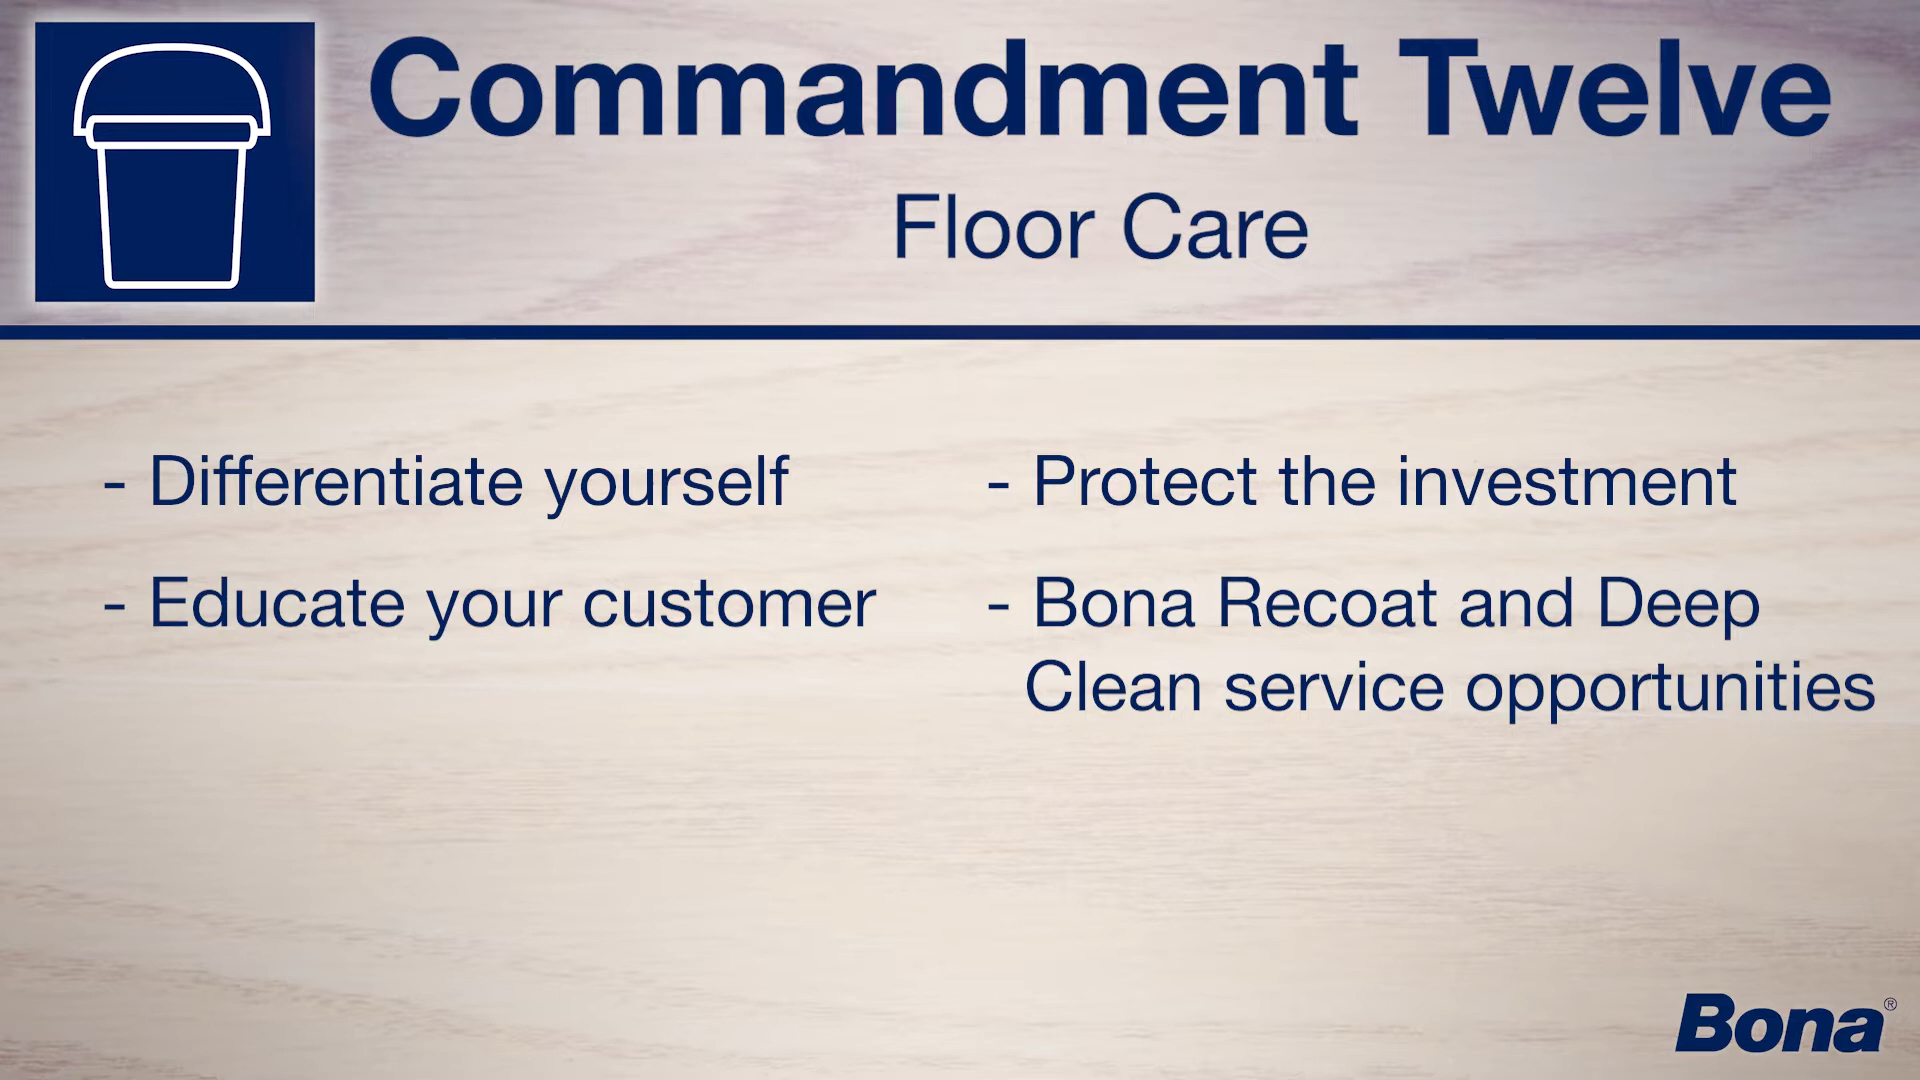 Commandment Twelve
Floor Care
- Differentiate yourself
- Educate your customer
- Protect the investment
- Bona Recoat and Deep
Clean service opportunities
Bona®